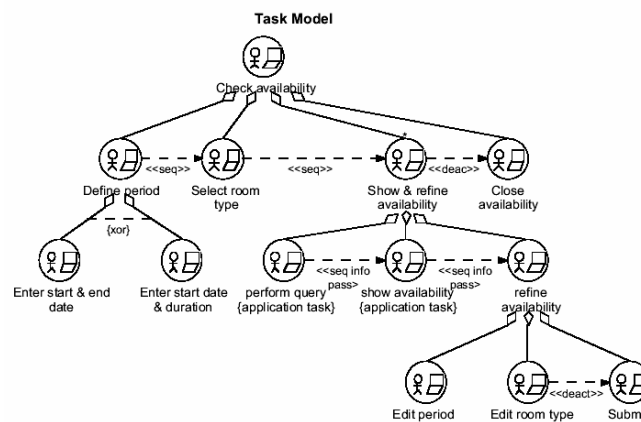 Task Model
Check availability
<<seq>>
<<seq>>
<<deac>>
Define period
Select room
type
Show & refine
availability
*
Close
availability
{xor}
<<seq info
pass>>
<<seq info
pass>>
Enter start & end
date
Enter start date
& duration
perform query
{application task}
show availability
{application task}
refine
availability
<<deact>>
Edit period
Edit room type
Subm